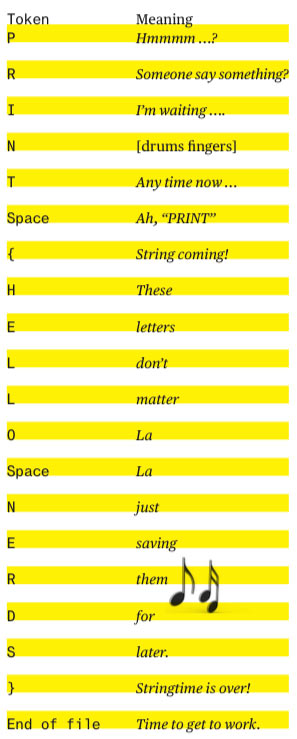 Token Meaning
P Hmmmm …?
R Someone say something?
I I’m waiting ….
N [drums fingers]
T Any time now…
Space Ah, “PRINT”
{ String coming!
H These
E letters
L don’t
L matter
O La
Space La
N just
E saving
R them
D for
S later.
} Stringtime is over!
End of file Time to get to work.